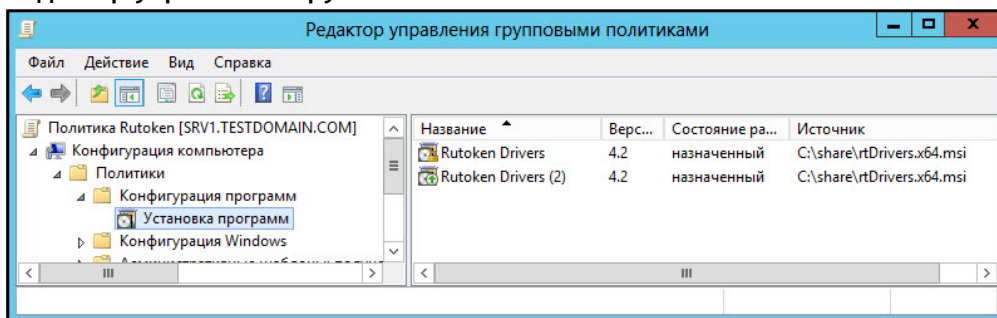 Редактор управления групповыми политиками
Файл Действие Вид Справка
Политика Rutoken [SRV1.TESTDOMAIN.COM]
Конфигурация компьютера
Политики
Конфигурация программ
Установка программ
Конфигурация Windows
Название Верс... Состояние ра... Источник
Rutoken Drivers 4.2 назначенный C:\share\rtDrivers.x64.msi
Rutoken Drivers (2) 4.2 назначенный C:\share\rtDrivers.x64.msi